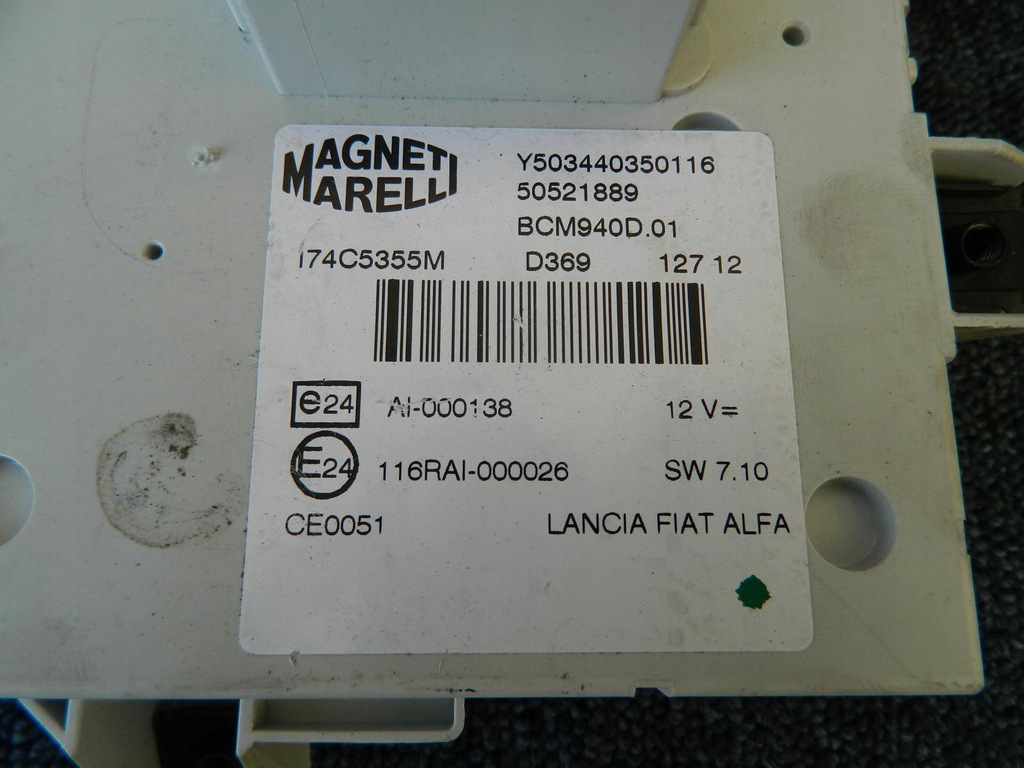 MAGNETI
MARELLI
Y503440350116
50521889
BCM940D.01
I74C5355M D369 127 12
e24 AI-000138 12 V=
E24 116RAI-000026 SW 7.10
CE0051 LANCIA FIAT ALFA